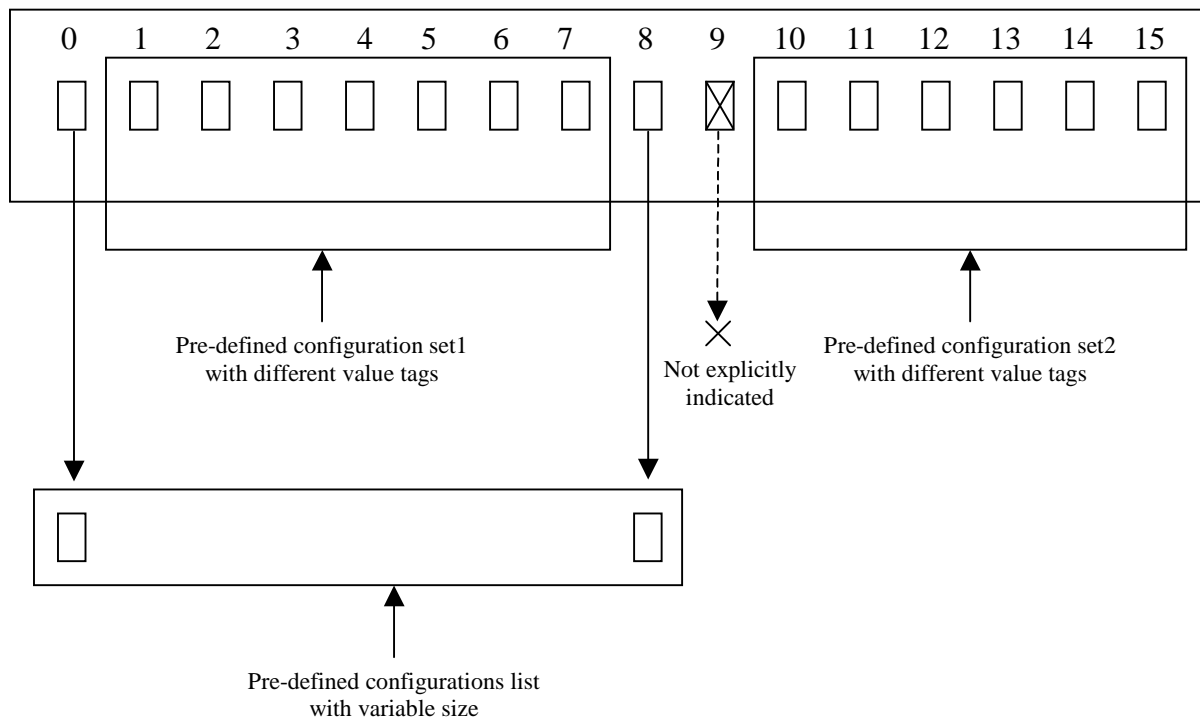 0 1 2 3 4 5 6 7 8 9 10 11 12 13 14 15
Pre-defined configuration set1
with different value tags
Not explicitly
indicated
Pre-defined configuration set2
with different value tags
Pre-defined configurations list
with variable size